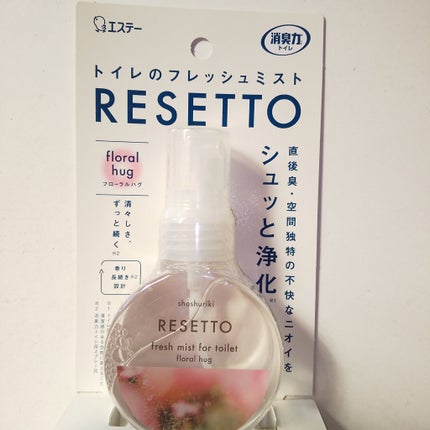 エステー
消臭力
トイレ
トイレのフレッシュミスト
RESETTO
floral
hug
フローラルハグ
直後臭・空間独特の不快なニオイを
シュッと浄化※1
清々しさ、
ずっと続く※2
香り
長続き※2
設計
shoshuriki
RESETTO
fresh mist for toilet
floral hug